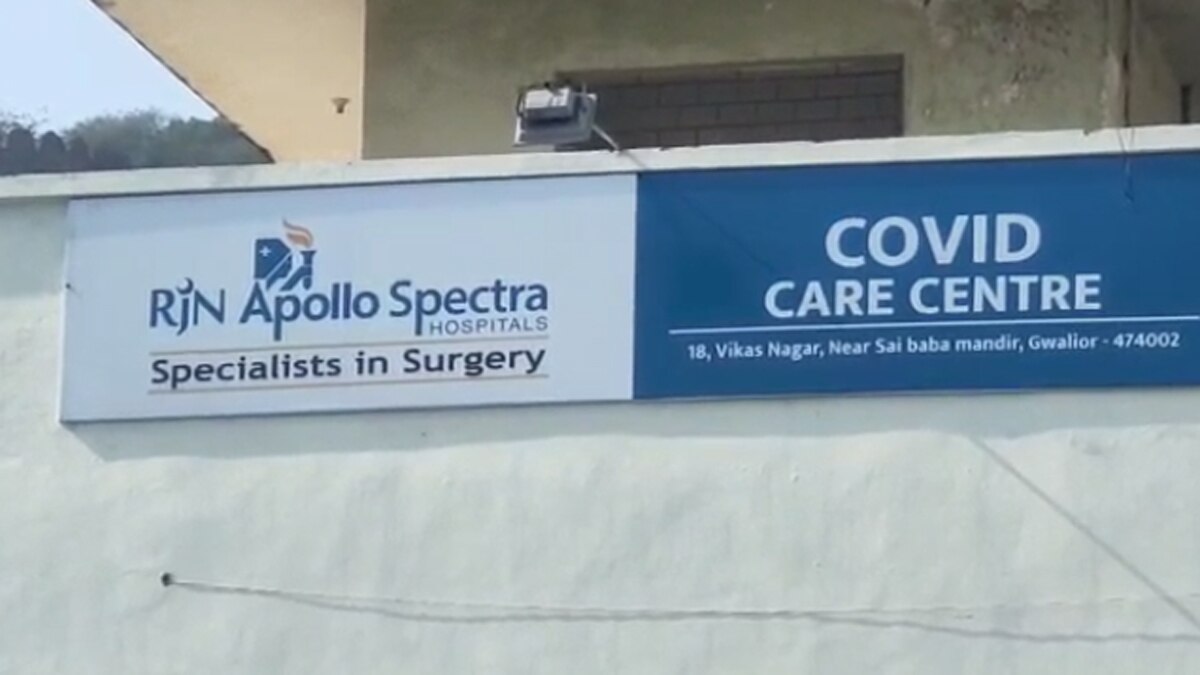 RJN Apollo Spectra
HOSPITALS
Specialists in Surgery
COVID
CARE CENTRE
18, Vikas Nagar, Near Sai baba mandir, Gwalior - 474002